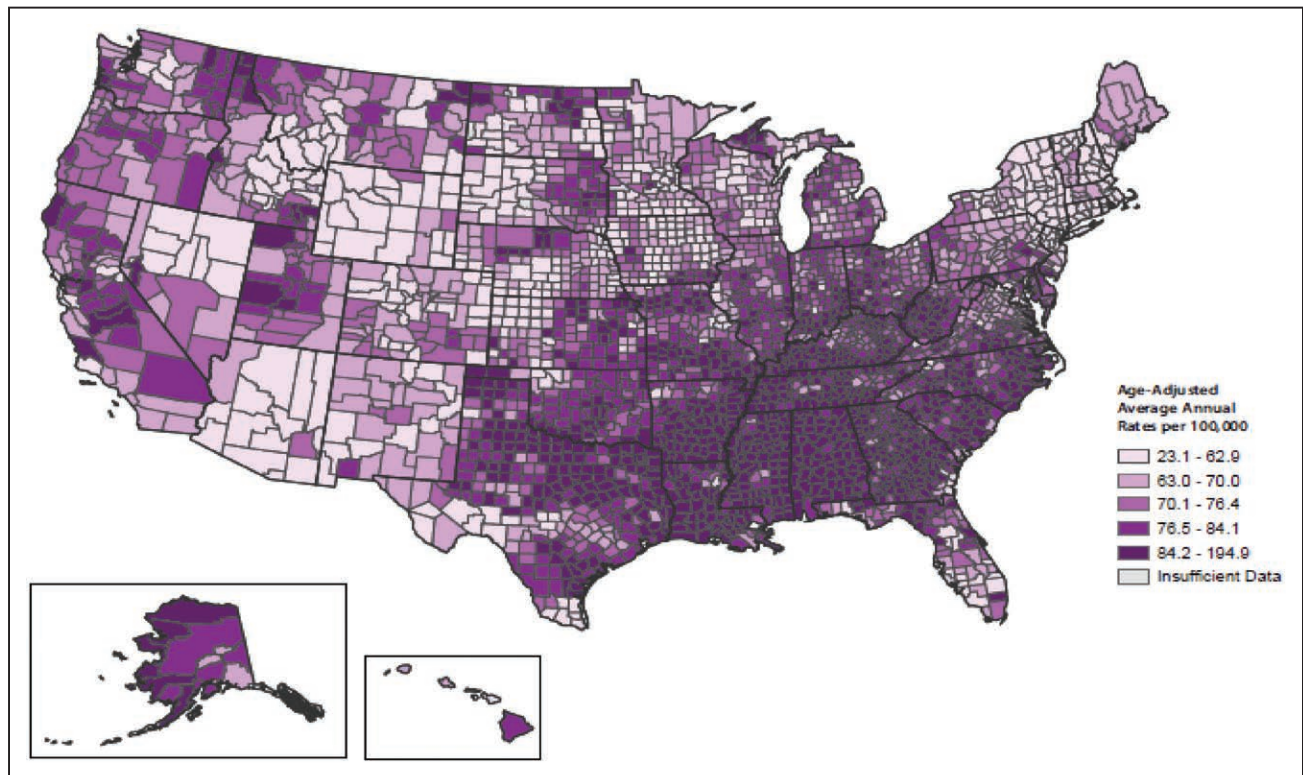 Age-Adjusted
Average Annual
Rates per 100,000
23.1 - 62.9
63.0 - 70.0
70.1 - 76.4
76.5 - 84.1
84.2 - 194.9
Insufficient Data